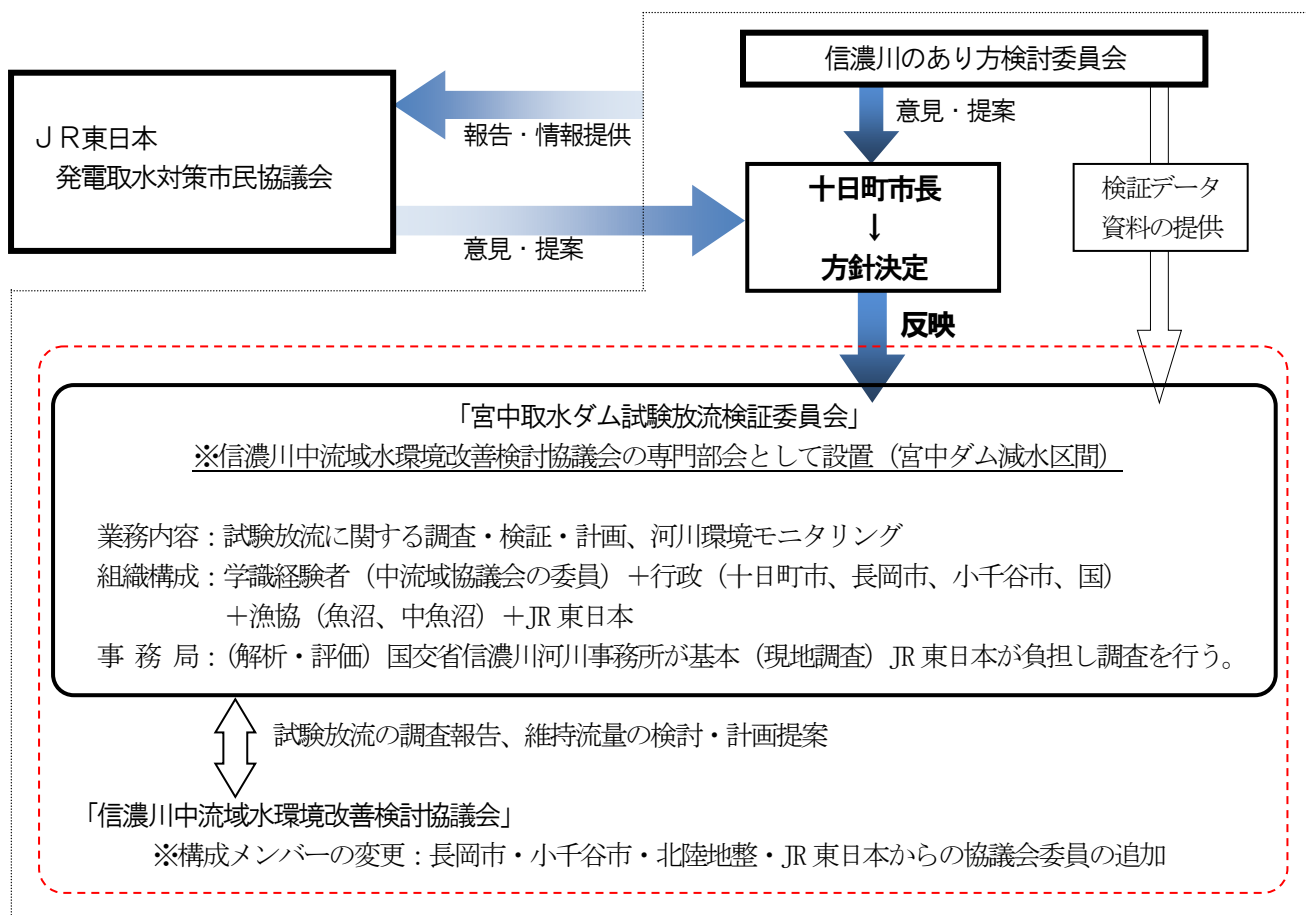 信濃川のあり方検討委員会
ＪＲ東日本
発電取水対策市民協議会
報告・情報提供
意見・提案
意見・提案
十日町市長
↓
方針決定
検証データ
資料の提供
反映
「宮中取水ダム試験放流検証委員会」
※信濃川中流域水環境改善検討協議会の専門部会として設置（宮中ダム減水区間）
業務内容：試験放流に関する調査・検証・計画、河川環境モニタリング
組織構成：学識経験者（中流域協議会の委員）＋行政（十日町市、長岡市、小千谷市、国）
＋漁協（魚沼、中魚沼）＋JR 東日本
事 務 局：（解析・評価）国交省信濃川河川事務所が基本（現地調査）JR 東日本が負担し調査を行う。
試験放流の調査報告、維持流量の検討・計画提案
「信濃川中流域水環境改善検討協議会」
※構成メンバーの変更：長岡市・小千谷市・北陸地整・JR 東日本からの協議会委員の追加